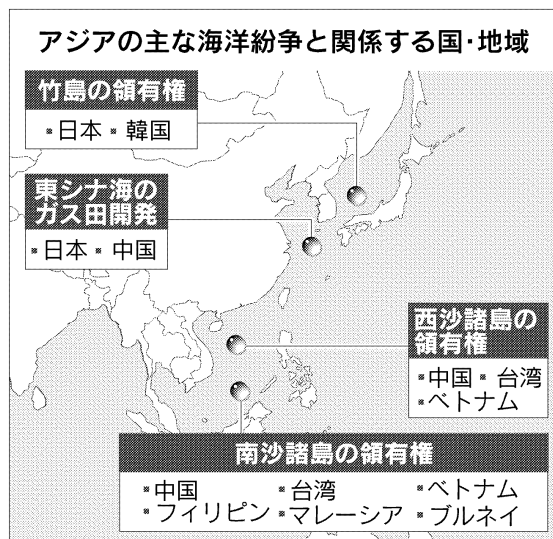 アジアの主な海洋紛争と関係する国・地域
竹島の領有権
▪日本▪韓国
東シナ海の
ガス田開発
▪日本▪中国
西沙諸島の
領有権
▪中国▪台湾
▪ベトナム
南沙諸島の領有権
▪中国 ▪台湾 ▪ベトナム
▪フィリピン ▪マレーシア ▪ブルネイ